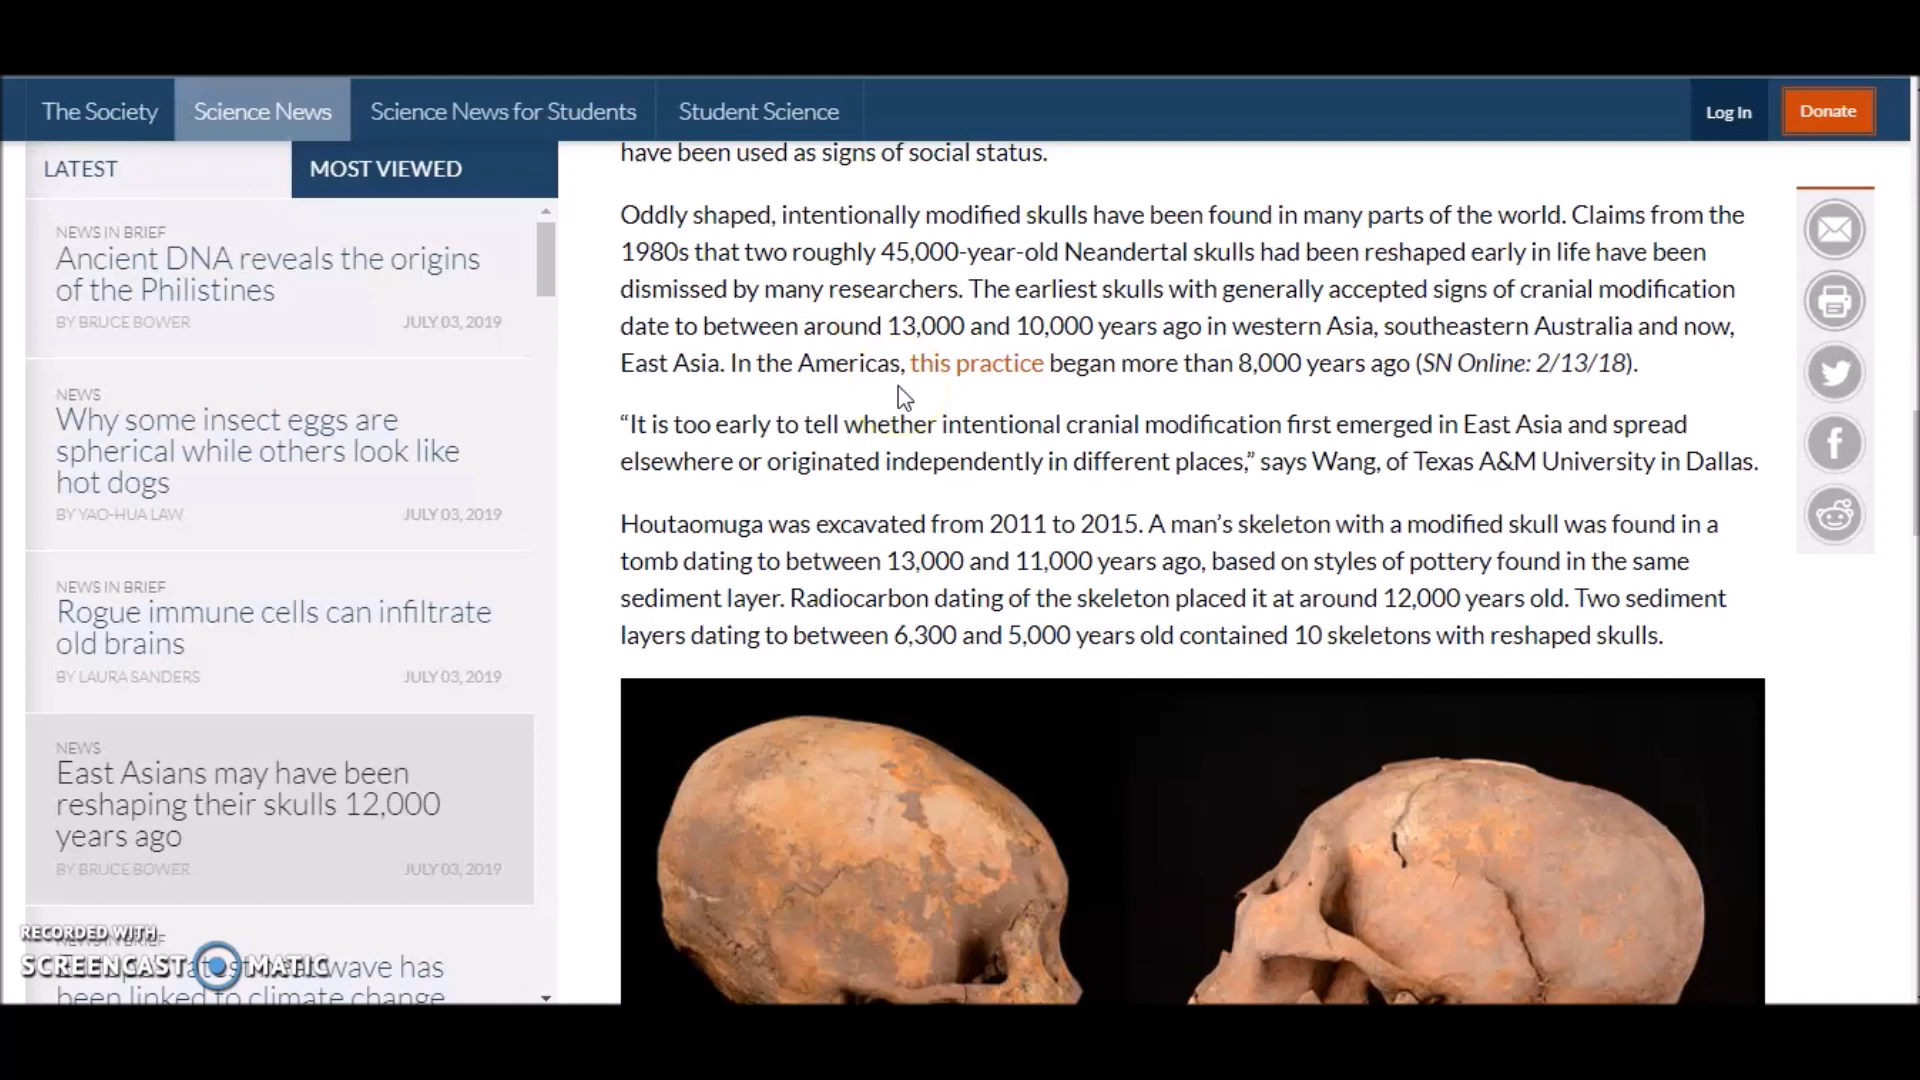 The Society
Science News
Science News for Students
Student Science
Log In
Donate
LATEST
MOST VIEWED
NEWS IN BRIEF
Ancient DNA reveals the origins
of the Philistines
BY BRUCE BOWER
JULY 03, 2019
NEWS
Why some insect eggs are
spherical while others look like
hot dogs
BY YAO-HUA LAW
JULY 03, 2019
NEWS IN BRIEF
Rogue immune cells can infiltrate
old brains
BY LAURA SANDERS
JULY 03, 2019
NEWS
East Asians may have been
reshaping their skulls 12,000
years ago
BY BRUCE BOWER
JULY 03, 2019
NEWS IN BRIEF
wave has
been linked to climate change
RECORDED WITH
SCREENCAST MATIC
have been used as signs of social status.
Oddly shaped, intentionally modified skulls have been found in many parts of the world. Claims from the
1980s that two roughly 45,000-year-old Neandertal skulls had been reshaped early in life have been
dismissed by many researchers. The earliest skulls with generally accepted signs of cranial modification
date to between around 13,000 and 10,000 years ago in western Asia, southeastern Australia and now,
East Asia. In the Americas, this practice began more than 8,000 years ago (SN Online: 2/13/18).
“It is too early to tell whether intentional cranial modification first emerged in East Asia and spread
elsewhere or originated independently in different places,” says Wang, of Texas A&M University in Dallas.
Houtaomuga was excavated from 2011 to 2015. A man’s skeleton with a modified skull was found in a
tomb dating to between 13,000 and 11,000 years ago, based on styles of pottery found in the same
sediment layer. Radiocarbon dating of the skeleton placed it at around 12,000 years old. Two sediment
layers dating to between 6,300 and 5,000 years old contained 10 skeletons with reshaped skulls.